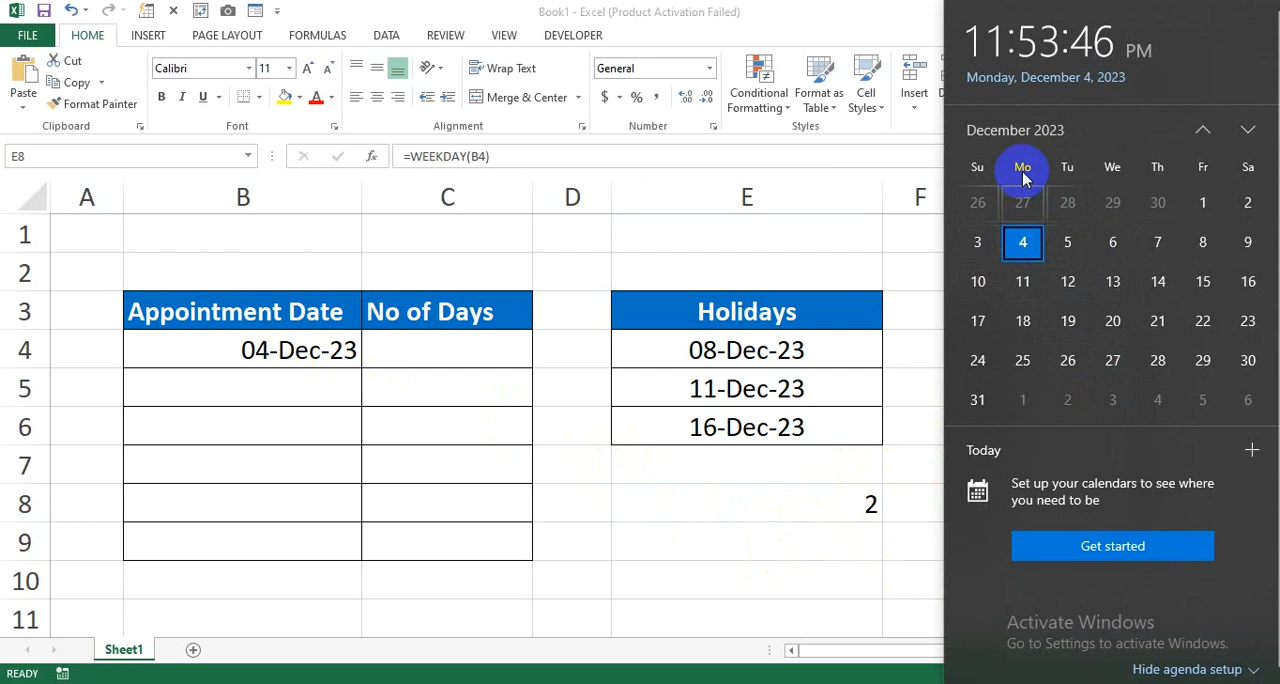 Book1 - Excel (Product Activation Failed)
FILE HOME INSERT PAGE LAYOUT FORMULAS DATA REVIEW VIEW DEVELOPER
Paste
Cut
Copy
Format Painter
Clipboard
Calibri 11
B I U
Font
Wrap Text
Merge & Center
Alignment
General
$ % ,
Number
Conditional Formatting
Format as Table
Cell Styles
Styles
Insert
E8 =WEEKDAY(B4)
A B C D E F
1
2
3 Appointment Date No of Days Holidays
4 04-Dec-23 08-Dec-23
5 11-Dec-23
6 16-Dec-23
7
8 2
9
10
11
Sheet1
READY
11:53:46 PM
Monday, December 4, 2023
December 2023
Su Mo Tu We Th Fr Sa
26 27 28 29 30 1 2
3 4 5 6 7 8 9
10 11 12 13 14 15 16
17 18 19 20 21 22 23
24 25 26 27 28 29 30
31 1 2 3 4 5 6
Today
Set up your calendars to see where
you need to be
Get started
Activate Windows
Go to Settings to activate Windows.
Hide agenda setup